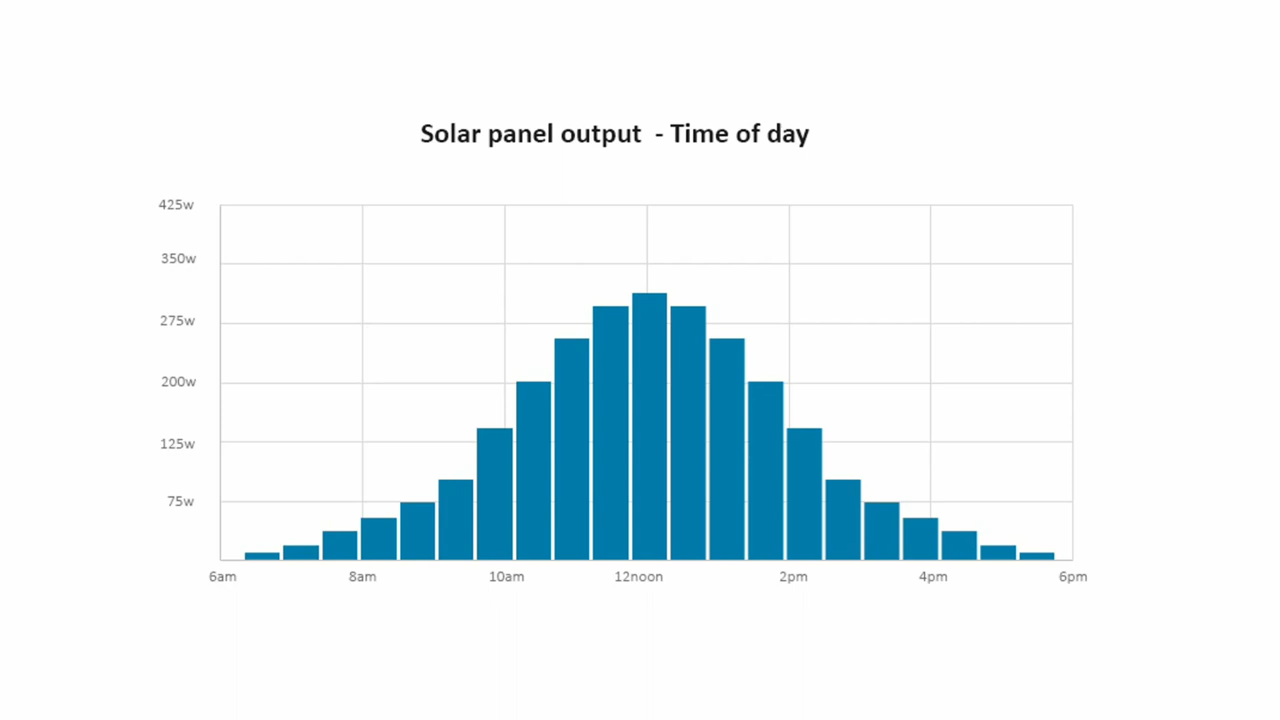 Solar panel output - Time of day
425w
350w
275w
200w
125w
75w
6am 8am 10am 12noon 2pm 4pm 6pm